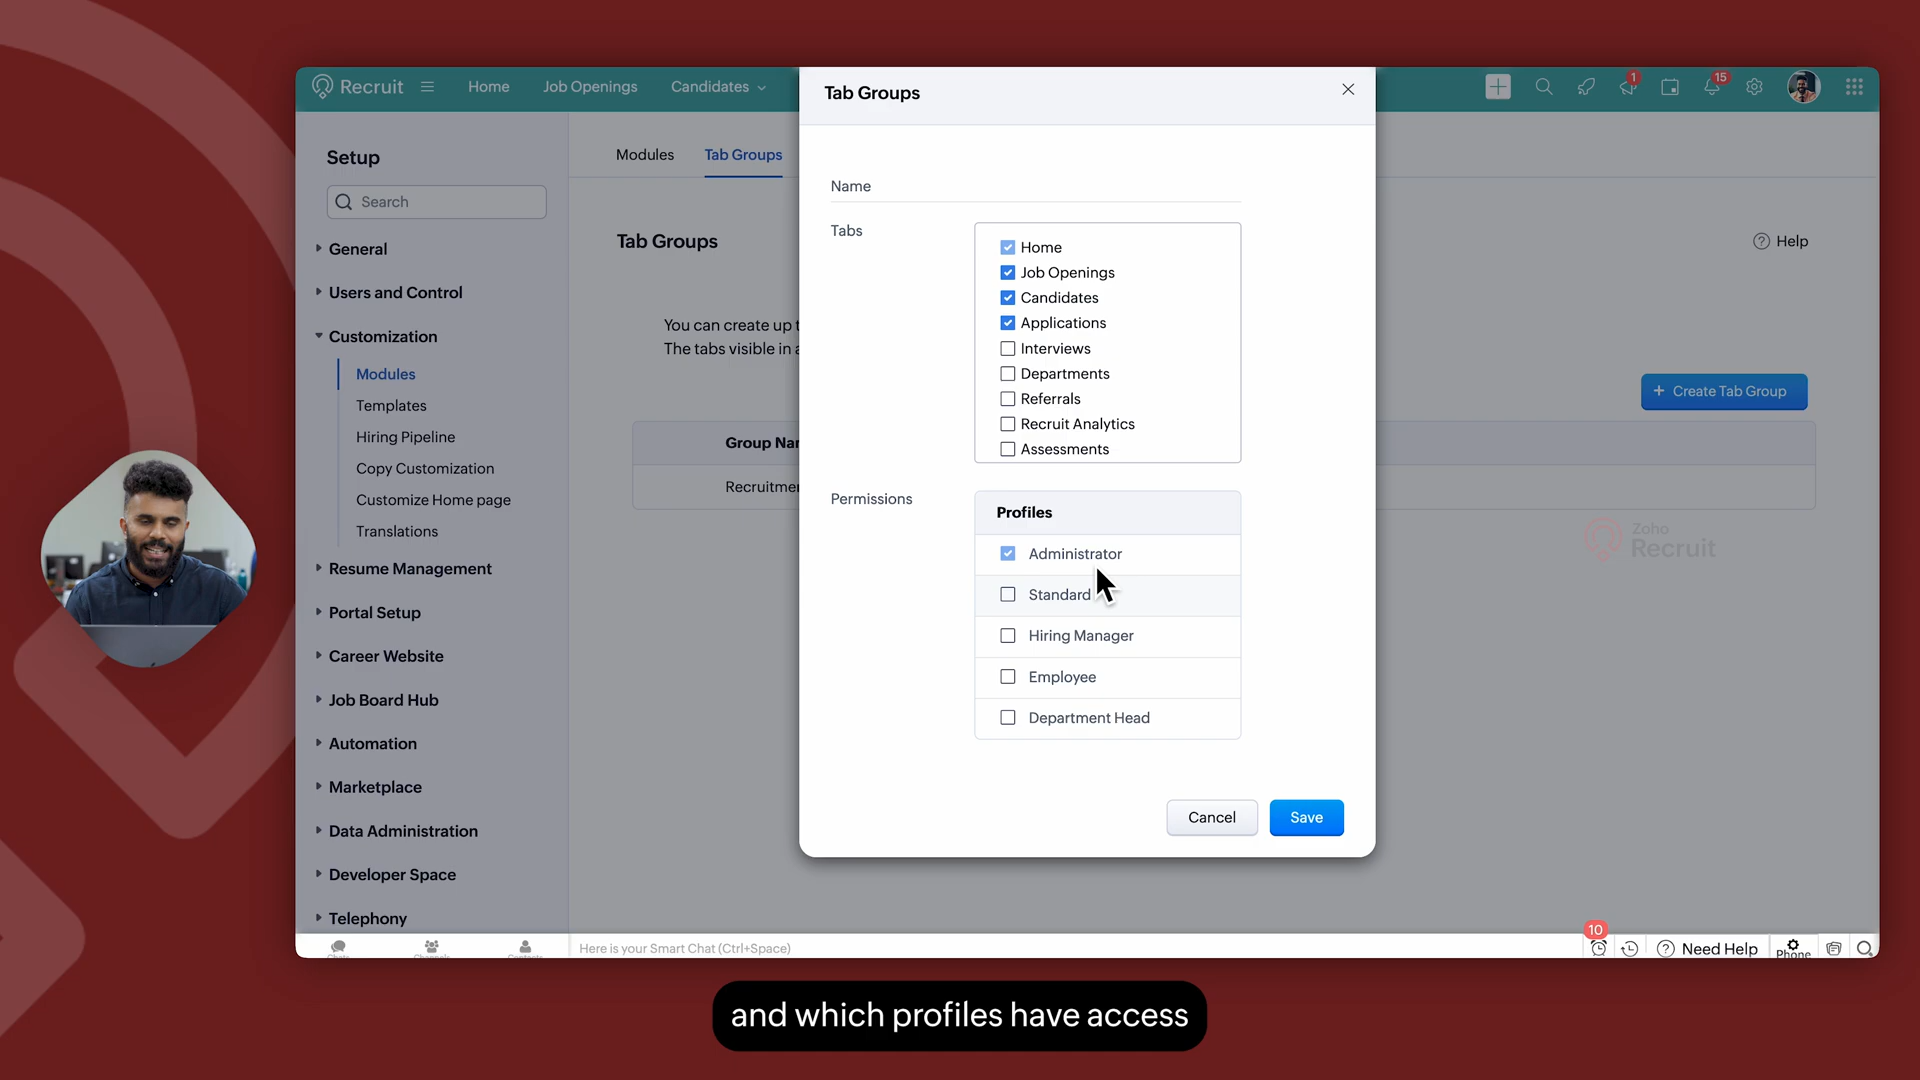 Recruit
Home
Job Openings
Candidates
1
15
Tab Groups
Setup
Search
General
Users and Control
Customization
Modules
Templates
Hiring Pipeline
Copy Customization
Customize Home page
Translations
Resume Management
Portal Setup
Career Website
Job Board Hub
Automation
Marketplace
Data Administration
Developer Space
Telephony
Modules
Tab Groups
Tab Groups
Help
You can create up t
The tabs visible in a
+ Create Tab Group
Group Nar
Recruitmer
Name
Tabs
Home
Job Openings
Candidates
Applications
Interviews
Departments
Referrals
Recruit Analytics
Assessments
Permissions
Profiles
Administrator
Standard
Hiring Manager
Employee
Department Head
Cancel
Save
Zoho
Recruit
Here is your Smart Chat (Ctrl+Space)
10
Need Help
Phone
and which profiles have access